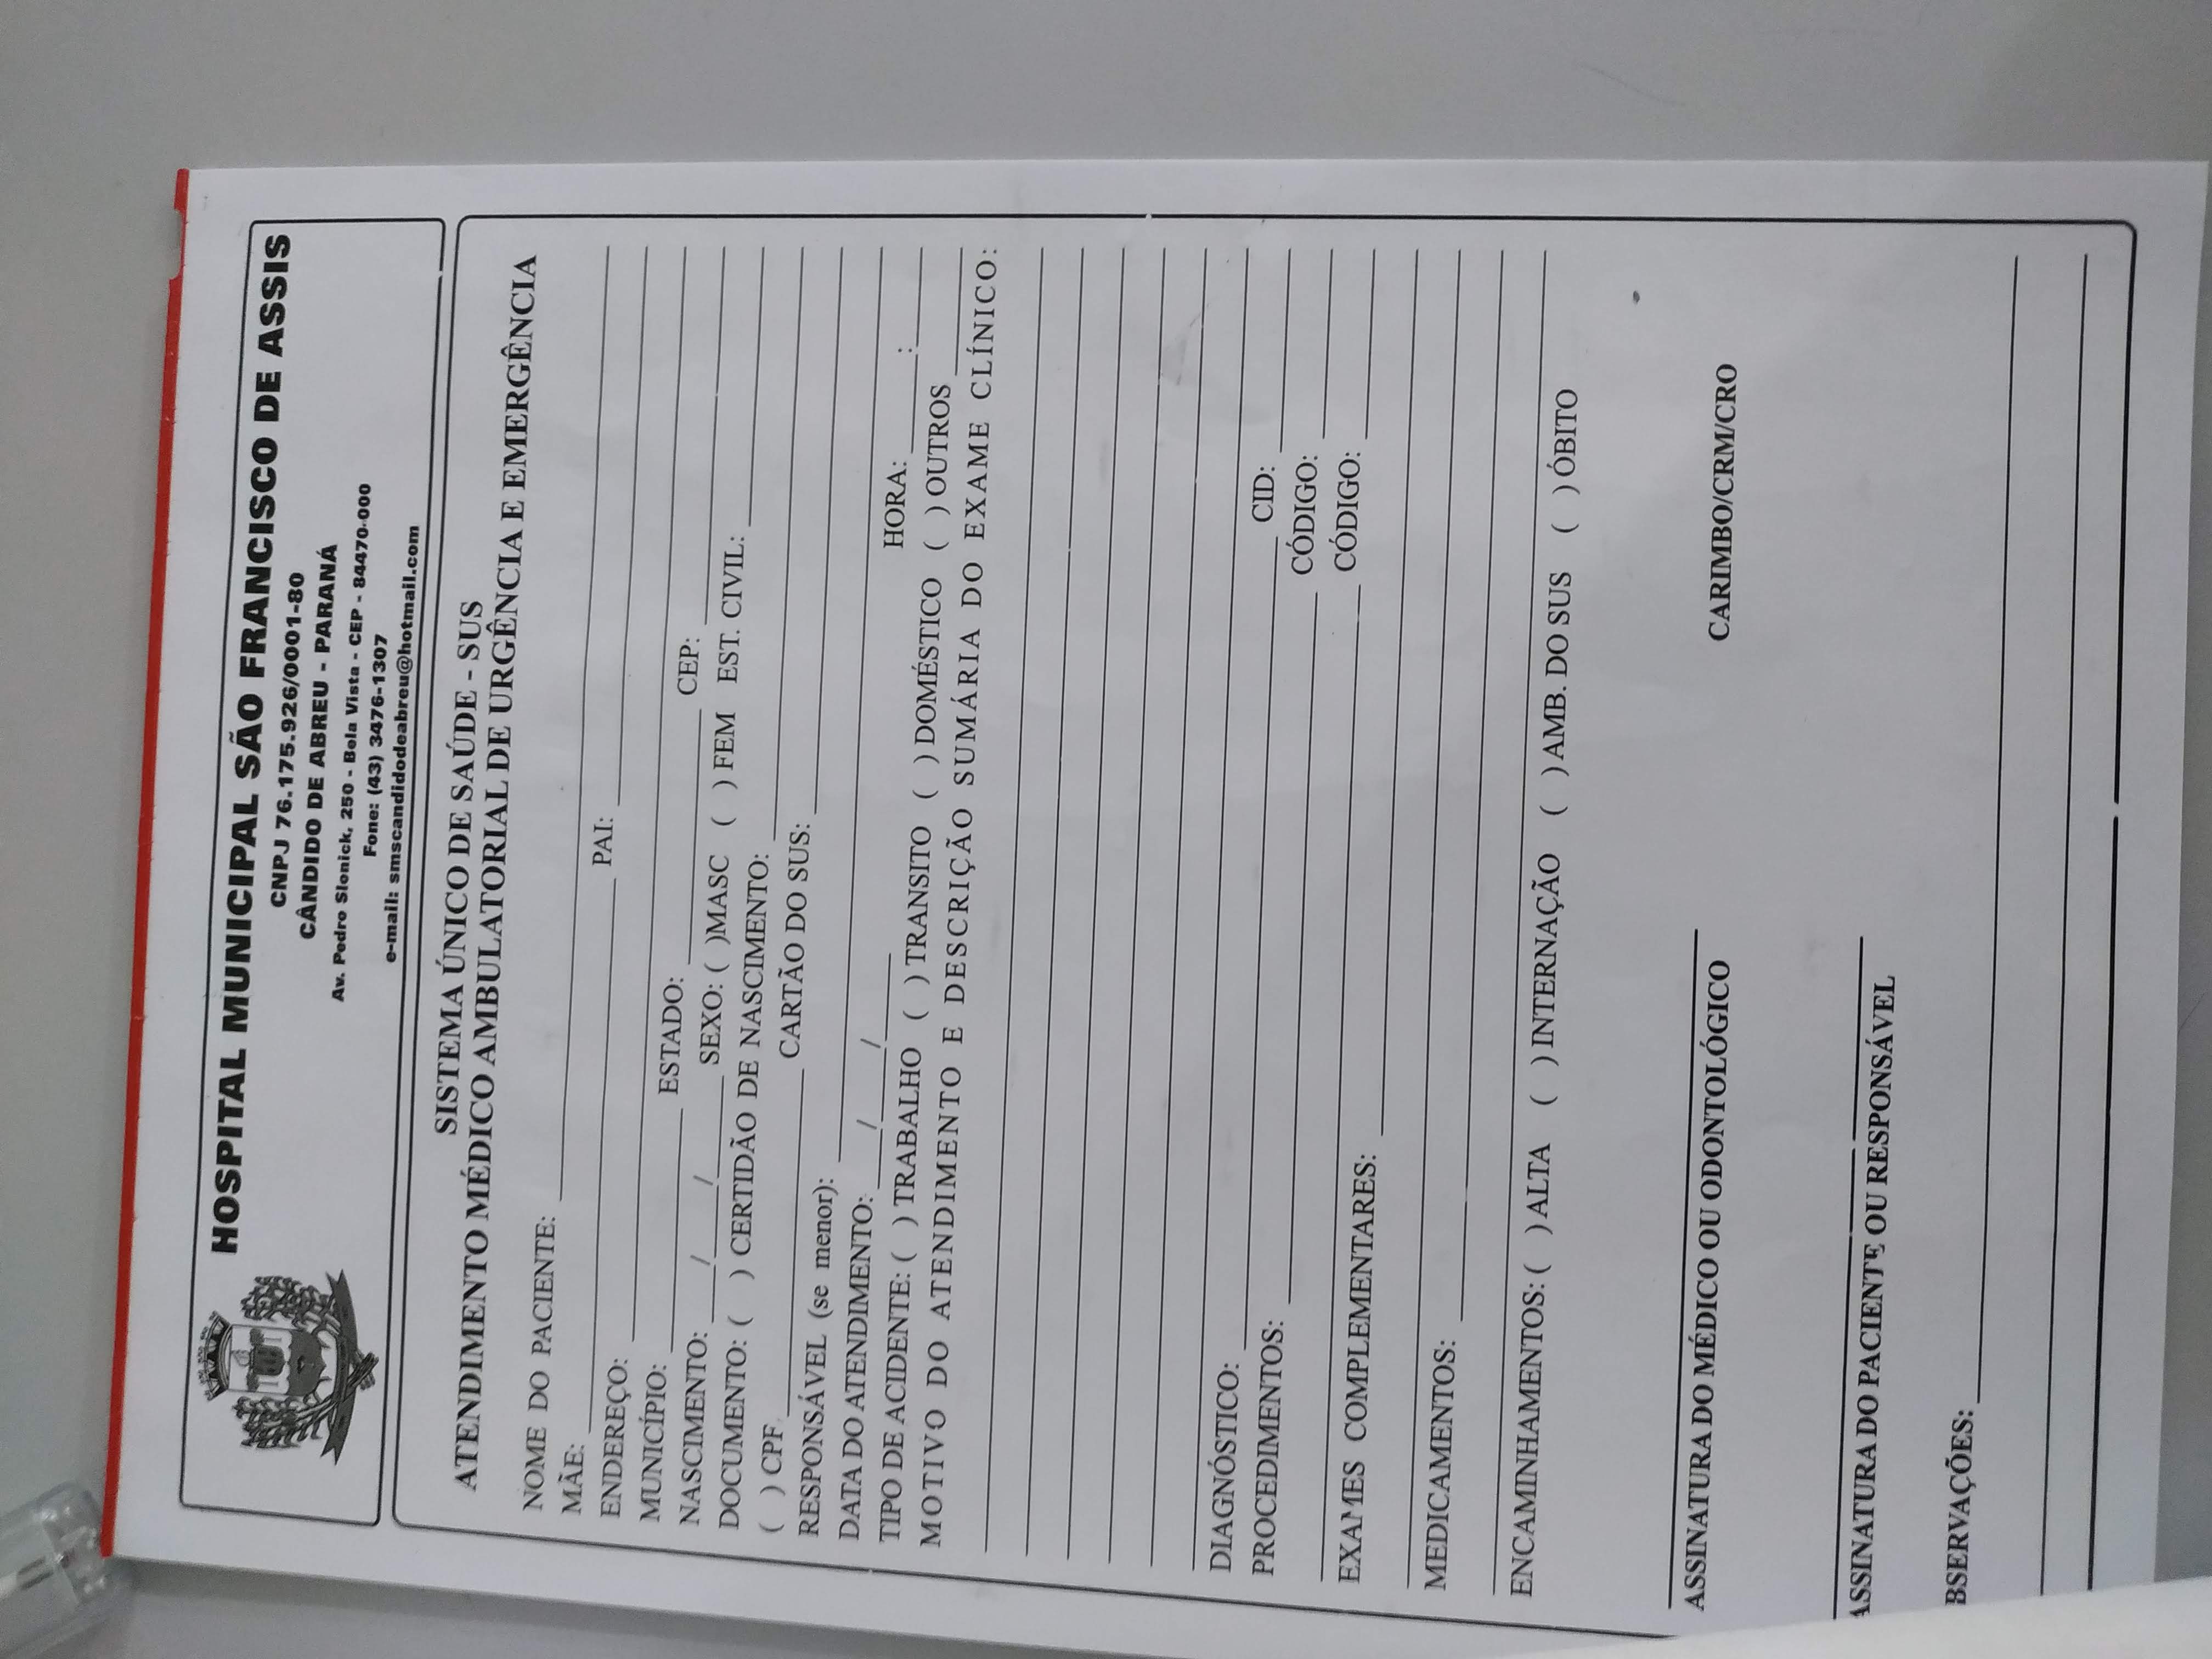 HOSPITAL MUNICIPAL SÃO FRANCISCO DE ASSIS
CNPJ 76.175.926/0001-80
CÂNDIDO DE ABREU - PARANÁ
Av. Pedro Slonick, 250 - Bela Vista - CEP - 84470-000
Fone: (43) 3476-1307
e-mail: smscandidodeabreu@hotmail.com
SISTEMA ÚNICO DE SAÚDE - SUS
ATENDIMENTO MÉDICO AMBULATORIAL DE URGÊNCIA E EMERGÊNCIA
NOME DO PACIENTE: ____
MÃE: ____ PAI: ____
ENDEREÇO: ____
MUNICÍPIO: ____ ESTADO: ____ CEP: ____
NASCIMENTO: ___/___/____ SEXO: ( )MASC ( ) FEM EST. CIVIL: ____
DOCUMENTO: ( ) CERTIDÃO DE NASCIMENTO: ____
( ) CPF ____ CARTÃO DO SUS: ____
RESPONSÁVEL (se menor): ____
DATA DO ATENDIMENTO: ___/___/____ HORA: ____:____
TIPO DE ACIDENTE: ( ) TRABALHO ( ) TRANSITO ( ) DOMÉSTICO ( ) OUTROS ____
MOTIVO DO ATENDIMENTO E DESCRIÇÃO SUMÁRIA DO EXAME CLÍNICO:
DIAGNÓSTICO: ____ CID: ____
PROCEDIMENTOS: ____ CÓDIGO: ____
____ CÓDIGO: ____
EXAMES COMPLEMENTARES: ____
MEDICAMENTOS: ____
ENCAMINHAMENTOS: ( ) ALTA ( ) INTERNAÇÃO ( ) AMB. DO SUS ( ) ÓBITO
ASSINATURA DO MÉDICO OU ODONTOLÓGICO CARIMBO/CRM/CRO
ASSINATURA DO PACIENTE OU RESPONSÁVEL
BSERVAÇÕES: ____